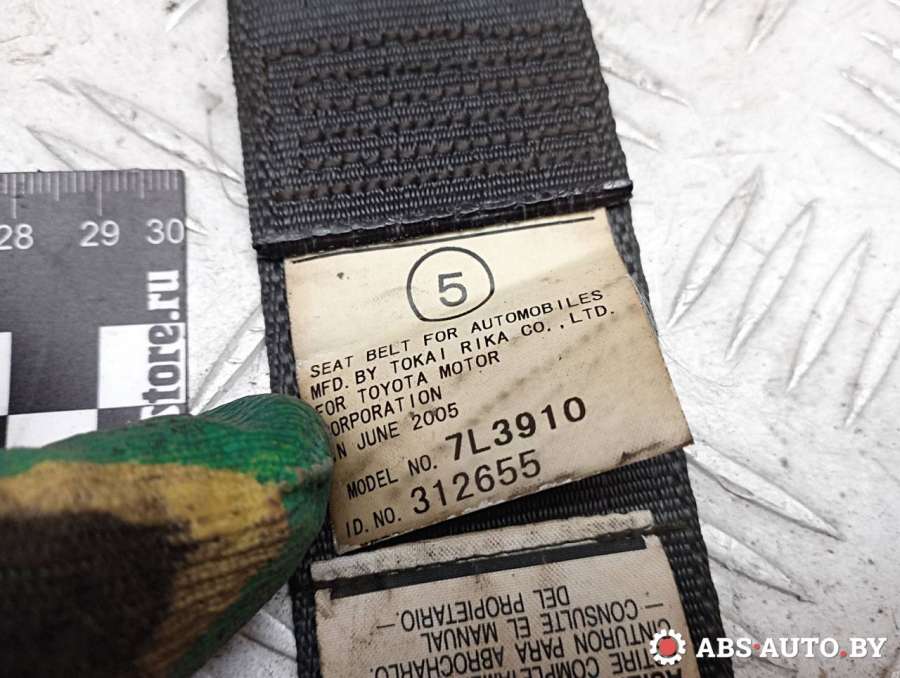 28 29 30
store.ru
5
SEAT BELT FOR AUTOMOBILES
MFD. BY TOKAI RIKA CO.,LTD.
FOR TOYOTA MOTOR
CORPORATION
IN JUNE 2005
MODEL NO. 7L3910
ID. NO. 312655
DEL PROPIETARIO.—
— CONSULTE EL MANUAL
CINTURON PARA ABROCHARLO.
ABS-AUTO.BY